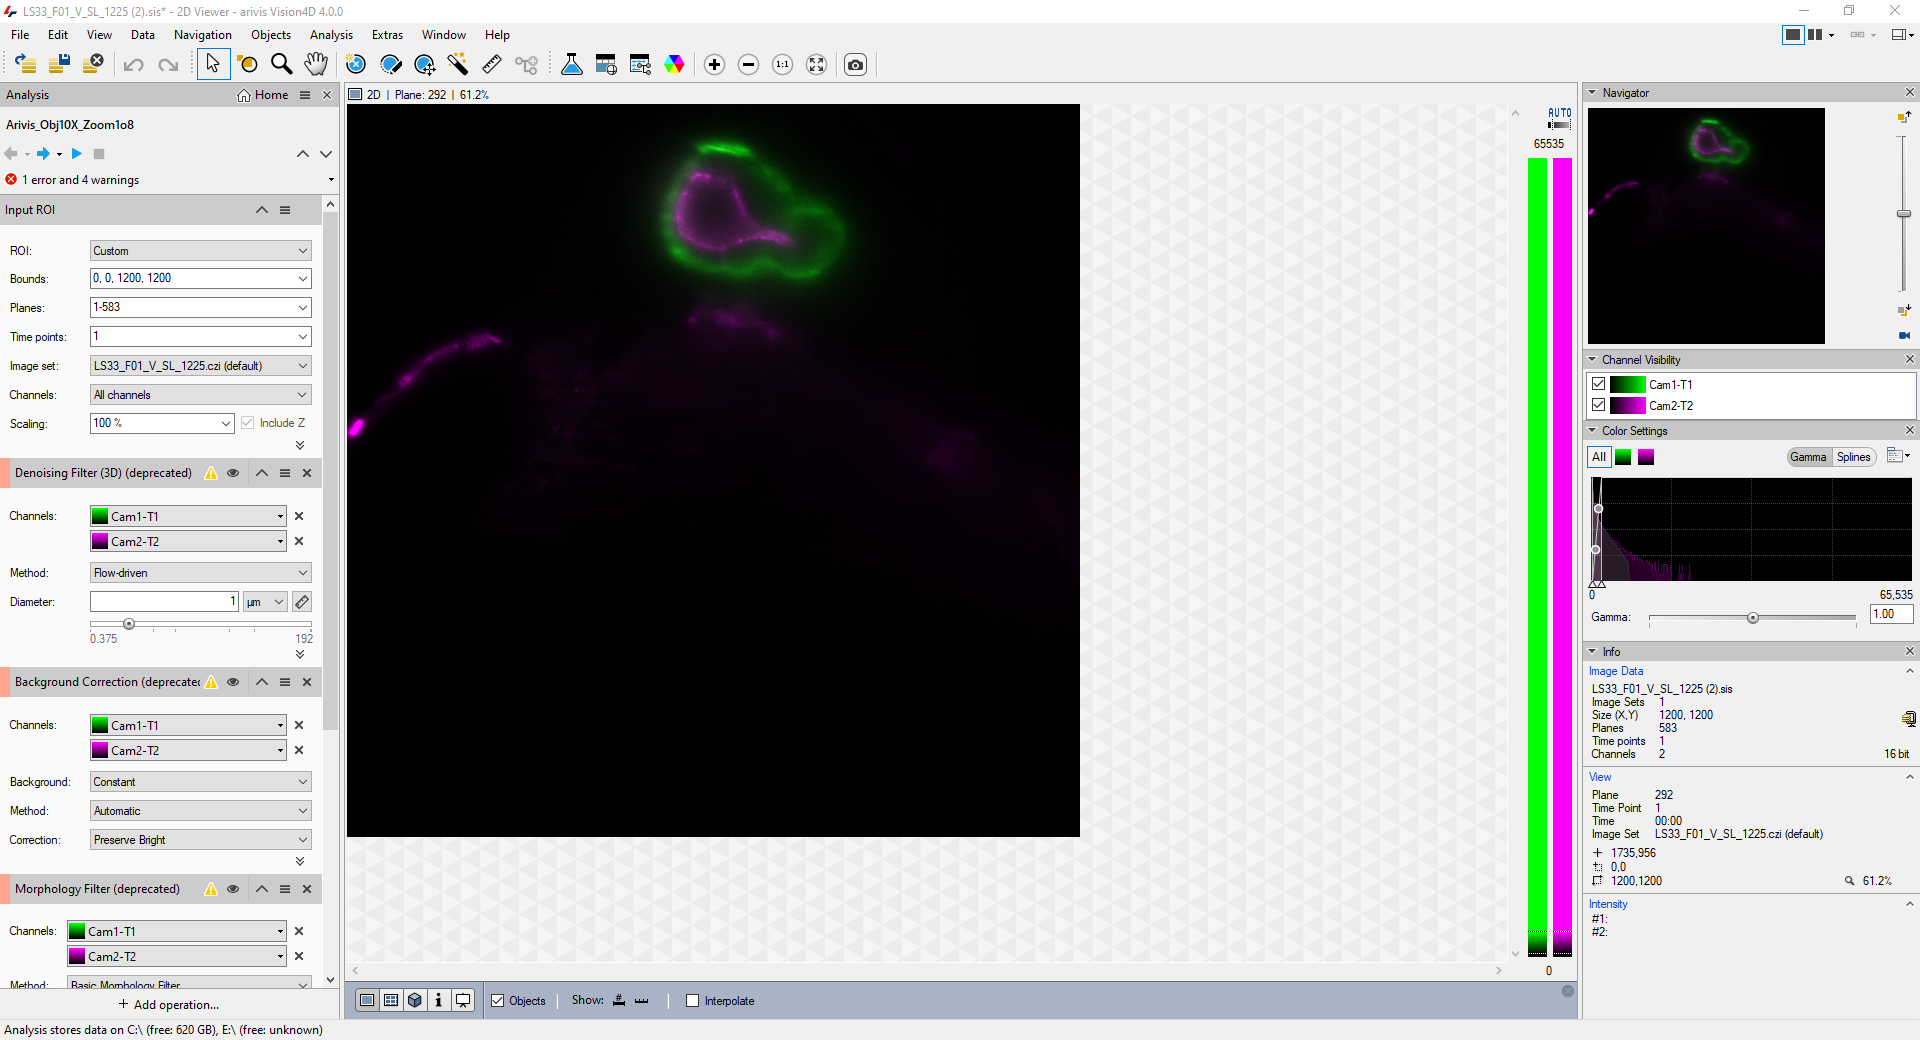 LS33_F01_V_SL_1225 (2).sis* - 2D Viewer - arivis Vision4D 4.0.0
File Edit View Data Navigation Objects Analysis Extras Window Help
1:1
Analysis
Home
Arivis_Obj10X_Zoom1o8
1 error and 4 warnings
Input ROI
ROI: Custom
Bounds: 0, 0, 1200, 1200
Planes: 1-583
Time points: 1
Image set: LS33_F01_V_SL_1225.czi (default)
Channels: All channels
Scaling: 100 % Include Z
Denoising Filter (3D) (deprecated)
Channels: Cam1-T1
Cam2-T2
Method: Flow-driven
Diameter: 1 µm
0.375 192
Background Correction (deprecated
Channels: Cam1-T1
Cam2-T2
Background: Constant
Method: Automatic
Correction: Preserve Bright
Morphology Filter (deprecated)
Channels: Cam1-T1
Cam2-T2
Method: Basic Morphology Filter
Add operation...
Analysis stores data on C:\ (free: 620 GB), E:\ (free: unknown)
2D | Plane: 292 | 61.2%
AUTO
65535
0
Objects Show: Interpolate
Navigator
Channel Visibility
Cam1-T1
Cam2-T2
Color Settings
All Gamma Splines
0 65,535
Gamma: 1.00
Info
Image Data
LS33_F01_V_SL_1225 (2).sis
Image Sets 1
Size (X,Y) 1200, 1200
Planes 583
Time points 1
Channels 2 16 bit
View
Plane 292
Time Point 1
Time 00:00
Image Set LS33_F01_V_SL_1225.czi (default)
1735,956
0,0
1200,1200 61.2%
Intensity
#1:
#2: